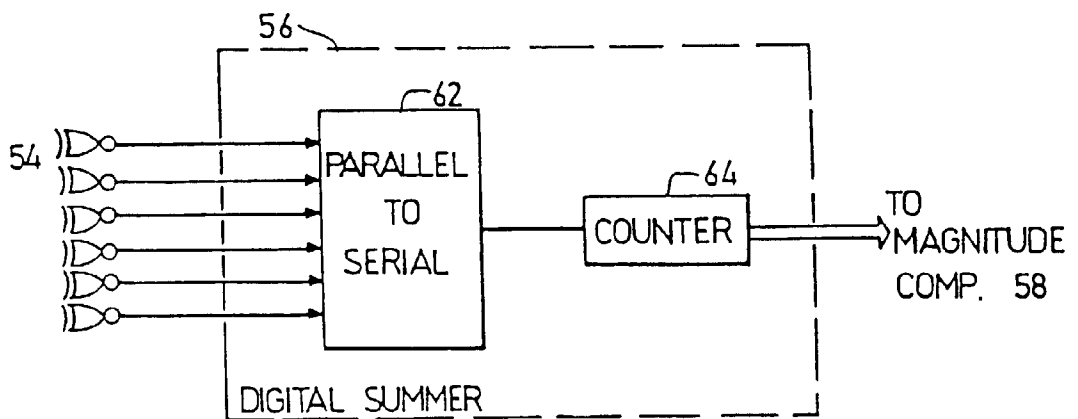 56
54
62
PARALLEL
TO
SERIAL
64
COUNTER
TO
MAGNITUDE
COMP. 58
DIGITAL SUMMER